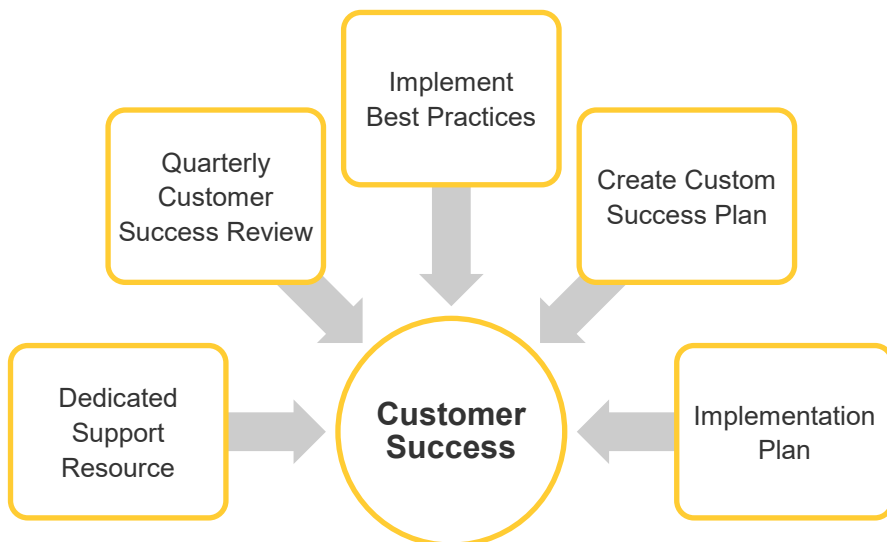 Implement
Best Practices
Quarterly
Customer
Success Review
Create Custom
Success Plan
Dedicated
Support
Resource
Customer
Success
Implementation
Plan